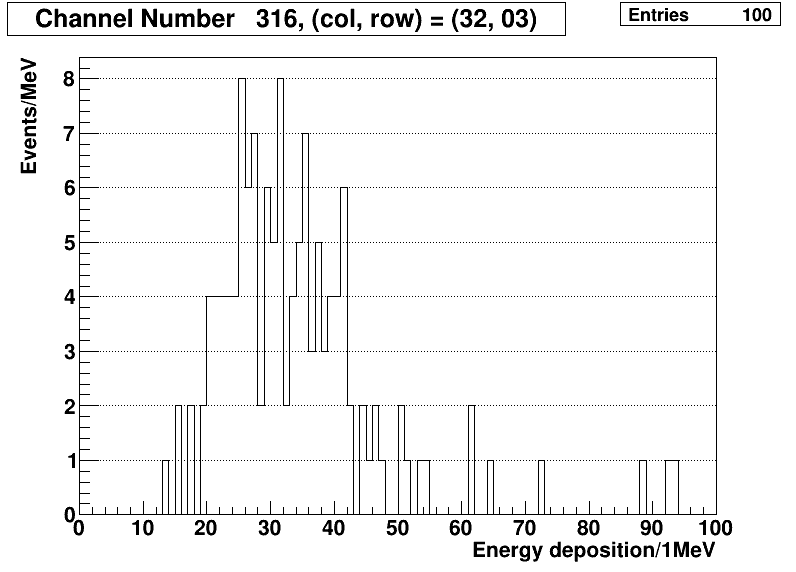 Channel Number 316, (col, row) = (32, 03)
Entries 100
Events/MeV
8
7
6
5
4
3
2
1
0
0 10 20 30 40 50 60 70 80 90 100
Energy deposition/1MeV